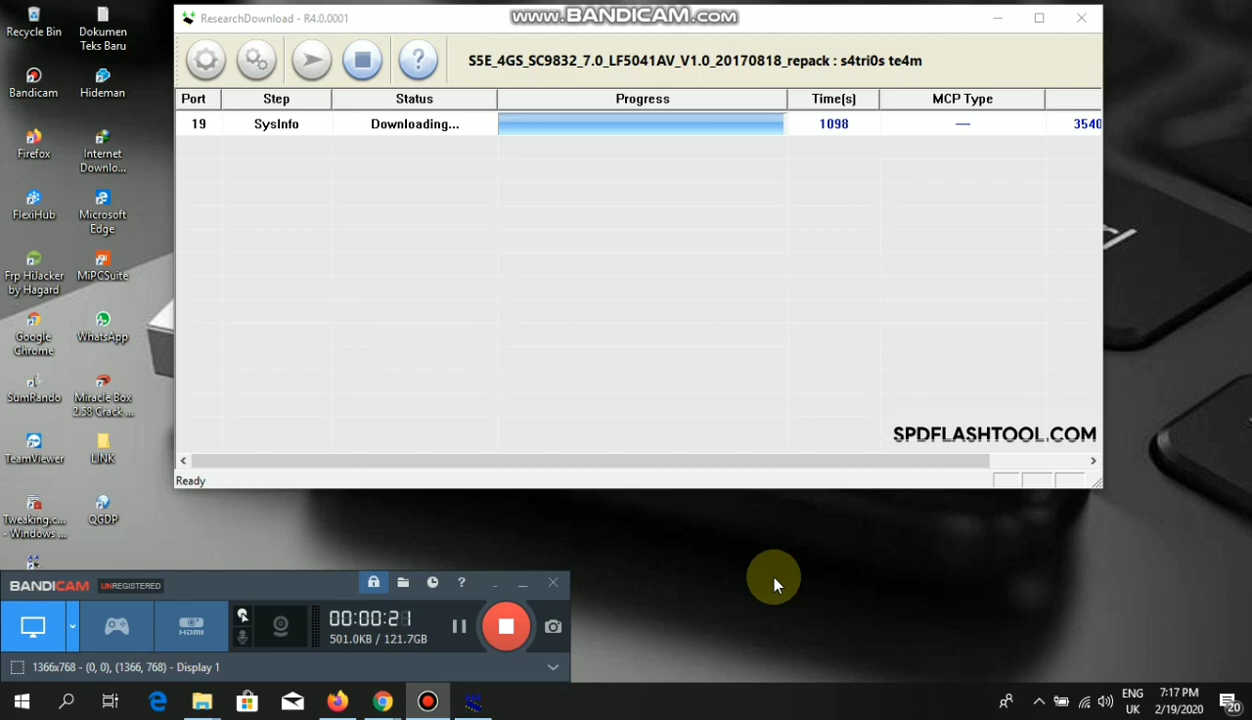 Recycle Bin
Dokumen
Teks Baru
Bandicam
Hideman
Firefox
Internet
Downlo...
FlexiHub
Microsoft
Edge
Frp HiJacker
by Hagard
MiPCSuite
Google
Chrome
WhatsApp
SumRando
Miracle Box
2.58 Crack ...
TeamViewer
LINK
Tweaking.c...
- Windows ...
QGDP
ResearchDownload - R4.0.0001
www.BANDICAM.com
S5E_4GS_SC9832_7.0_LF5041AV_V1.0_20170818_repack : s4tri0s te4m
Port Step Status Progress Time(s) MCP Type
19 SysInfo Downloading... 1098 — 3540
SPDFLASHTOOL.COM
Ready
BANDICAM UNREGISTERED
HDMI
00:00:21
501.0KB / 121.7GB
1366x768 - (0, 0), (1366, 768) - Display 1
ENG
UK
7:17 PM
2/19/2020
20